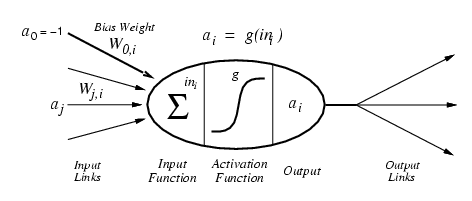 Bias Weight
a0 = −1
W0,i
ai = g(ini)
Wj,i
aj
ini
Σ
g
ai
Input Links
Input Function
Activation Function
Output
Output Links